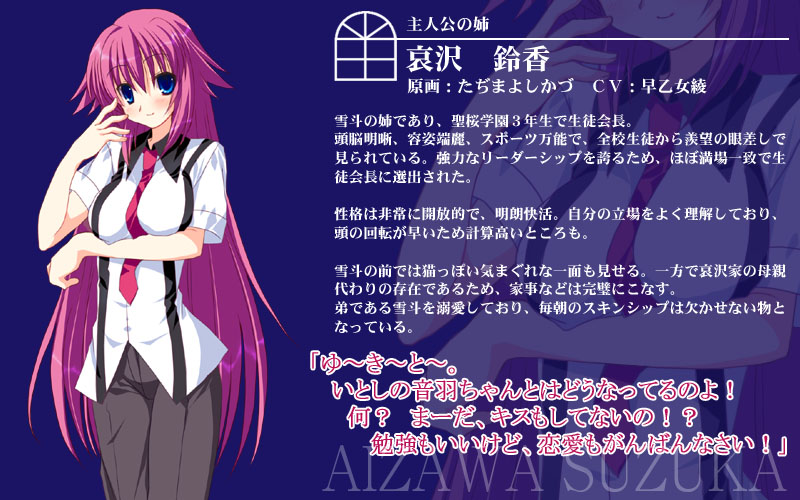 主人公の姉
哀沢　鈴香
原画：たぢまよしかづ　ＣＶ：早乙女綾
雪斗の姉であり、聖桜学園３年生で生徒会長。
頭脳明晰、容姿端麗、スポーツ万能で、全校生徒から羨望の眼差しで
見られている。強力なリーダーシップを誇るため、ほぼ満場一致で生
徒会長に選出された。
性格は非常に開放的で、明朗快活。自分の立場をよく理解しており、
頭の回転が早いため計算高いところも。
雪斗の前では猫っぽい気まぐれな一面も見せる。一方で哀沢家の母親
代わりの存在であるため、家事などは完璧にこなす。
弟である雪斗を溺愛しており、毎朝のスキンシップは欠かせない物と
なっている。
「ゆ～き～と～。
いとしの音羽ちゃんとはどうなってるのよ！
何？　まーだ、キスもしてないの！？
勉強もいいけど、恋愛もがんばんなさい！」
AIZAWA SUZUKA